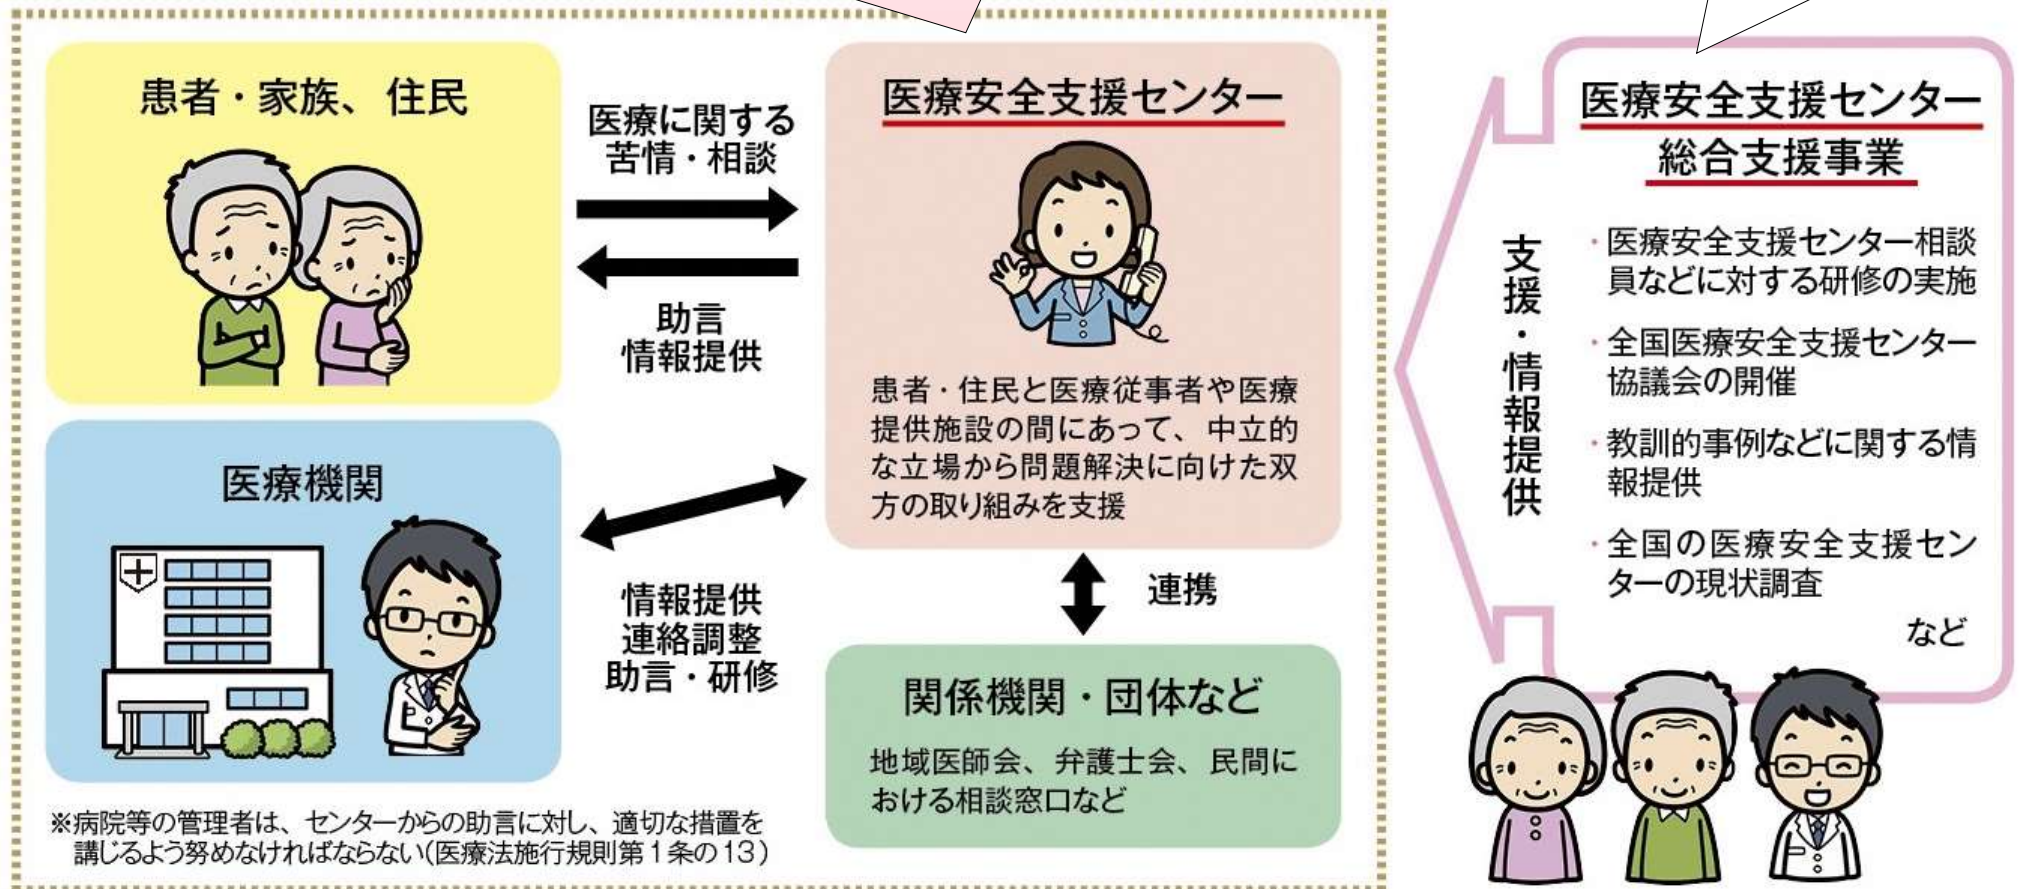 患者・家族、住民
医療に関する
苦情・相談
助言
情報提供
医療安全支援センター
患者・住民と医療従事者や医療
提供施設の間にあって、中立的
な立場から問題解決に向けた双
方の取り組みを支援
医療機関
情報提供
連絡調整
助言・研修
連携
関係機関・団体など
地域医師会、弁護士会、民間に
おける相談窓口など
※病院等の管理者は、センターからの助言に対し、適切な措置を
講じるよう努めなければならない(医療法施行規則第1条の13)
医療安全支援センター
総合支援事業
支援・情報提供
・医療安全支援センター相談
員などに対する研修の実施
・全国医療安全支援センター
協議会の開催
・教訓的事例などに関する情
報提供
・全国の医療安全支援セン
ターの現状調査
など